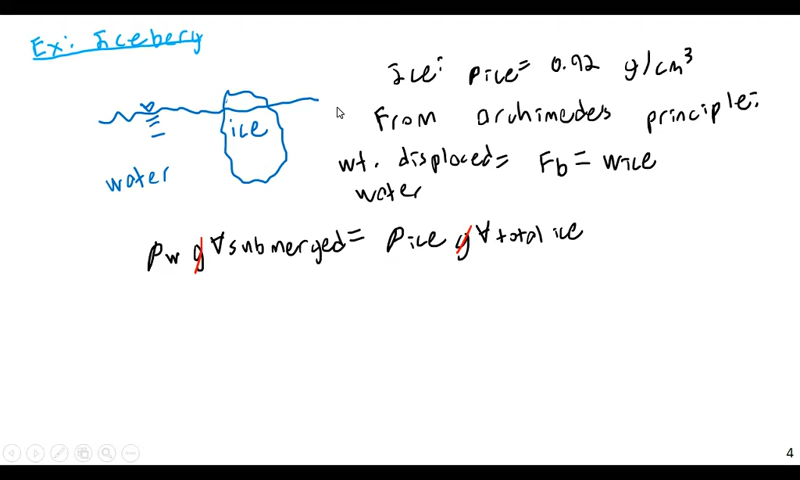 Ex: Iceberg
Ice: ρice = 0.92 g/cm³
ice
From archimedes principle:
water
wt. displaced = Fb = wice
water
ρw g ∀submerged = ρice g ∀total ice
4